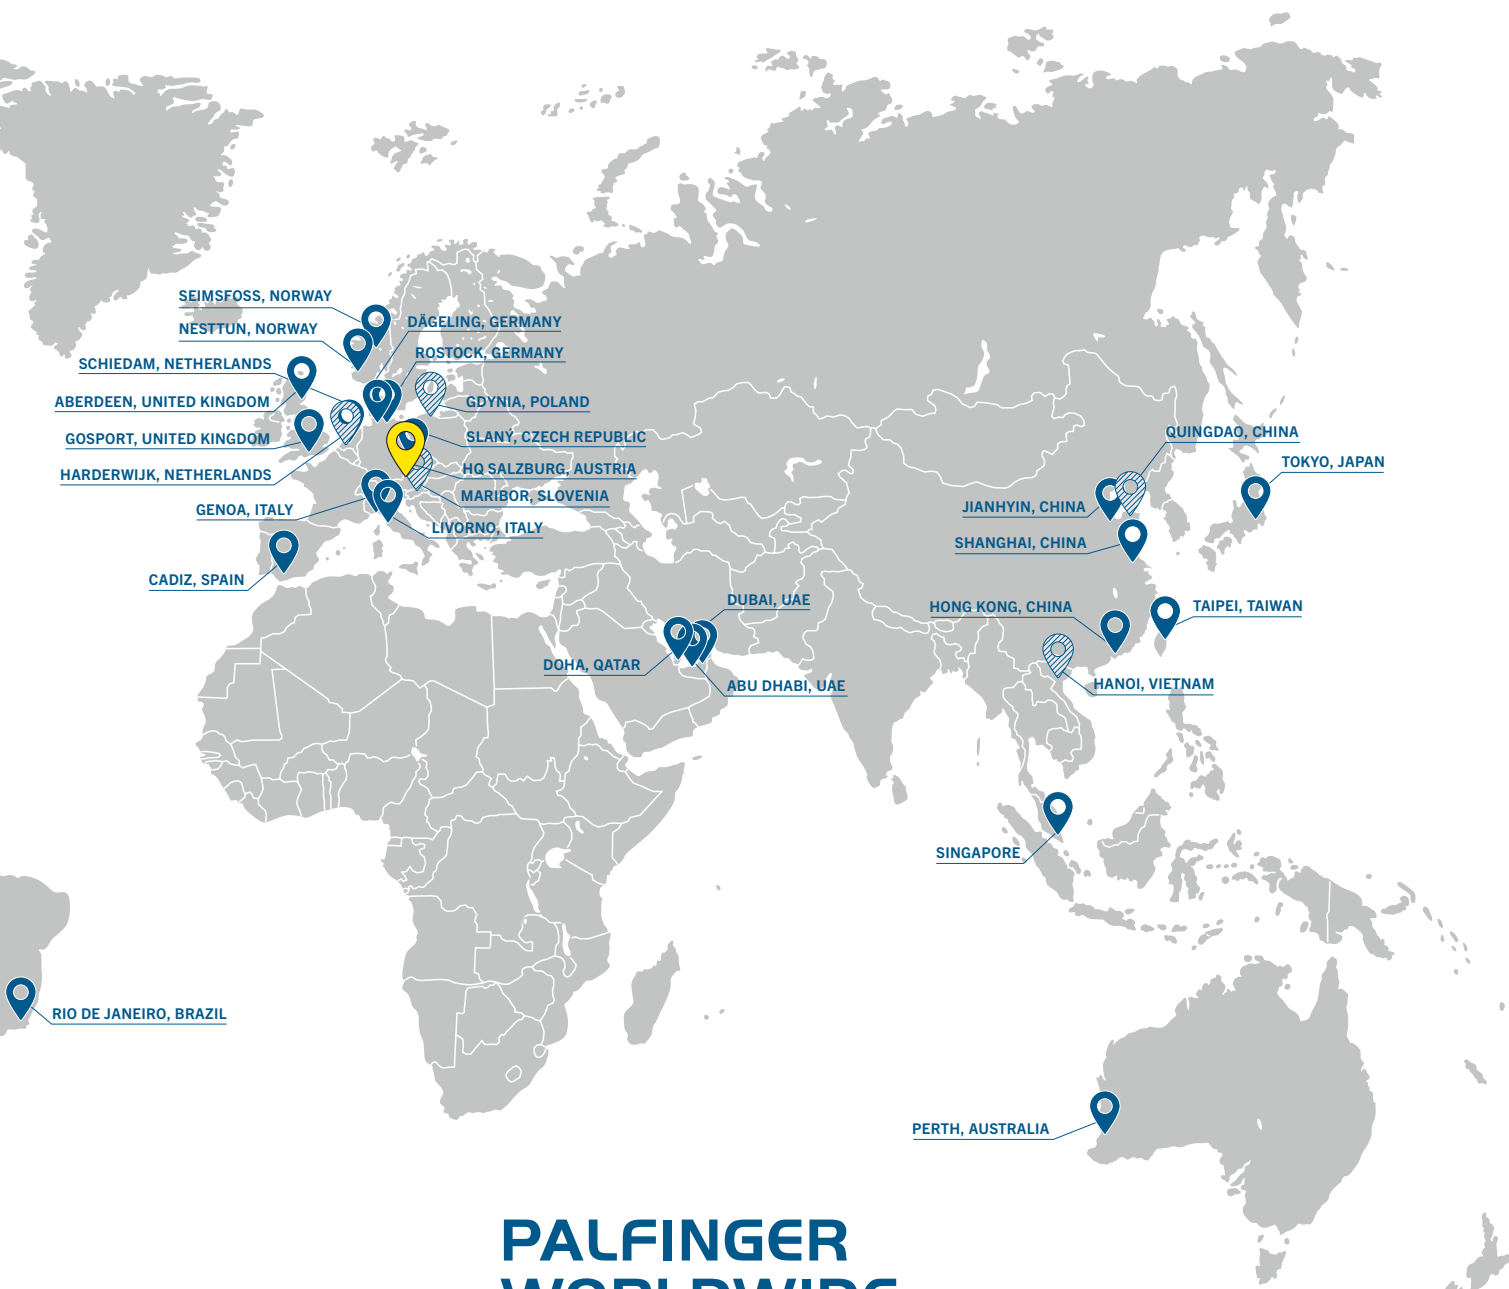 SEIMSFOSS, NORWAY
NESTTUN, NORWAY
DÄGELING, GERMANY
ROSTOCK, GERMANY
SCHIEDAM, NETHERLANDS
ABERDEEN, UNITED KINGDOM
GDYNIA, POLAND
GOSPORT, UNITED KINGDOM
SLANÝ, CZECH REPUBLIC
HARDERWIJK, NETHERLANDS
HQ SALZBURG, AUSTRIA
MARIBOR, SLOVENIA
GENOA, ITALY
LIVORNO, ITALY
CADIZ, SPAIN
QUINGDAO, CHINA
TOKYO, JAPAN
JIANHYIN, CHINA
SHANGHAI, CHINA
DUBAI, UAE
HONG KONG, CHINA
TAIPEI, TAIWAN
DOHA, QATAR
ABU DHABI, UAE
HANOI, VIETNAM
SINGAPORE
RIO DE JANEIRO, BRAZIL
PERTH, AUSTRALIA
PALFINGER
WORLDWIDE